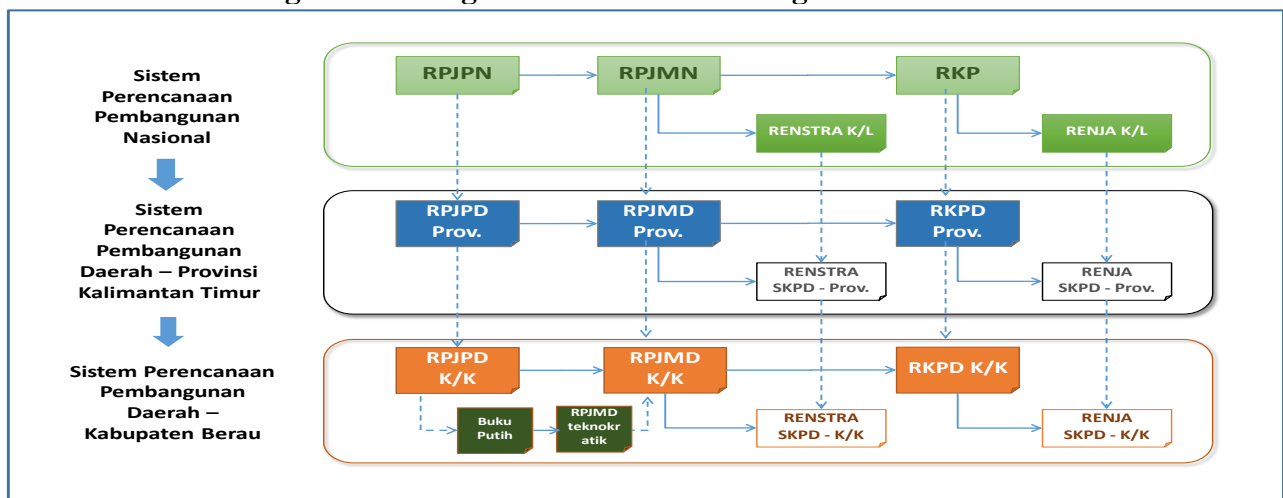 Sistem
Perencanaan
Pembangunan
Nasional
RPJPN
RPJMN
RKP
RENSTRA K/L
RENJA K/L
Sistem
Perencanaan
Pembangunan
Daerah – Provinsi
Kalimantan Timur
RPJPD
Prov.
RPJMD
Prov.
RKPD
Prov.
RENSTRA
SKPD - Prov.
RENJA
SKPD - Prov.
Sistem Perencanaan
Pembangunan
Daerah –
Kabupaten Berau
RPJPD
K/K
RPJMD
K/K
RKPD K/K
Buku
Putih
RPJMD
teknokr
atik
RENSTRA
SKPD - K/K
RENJA
SKPD - K/K